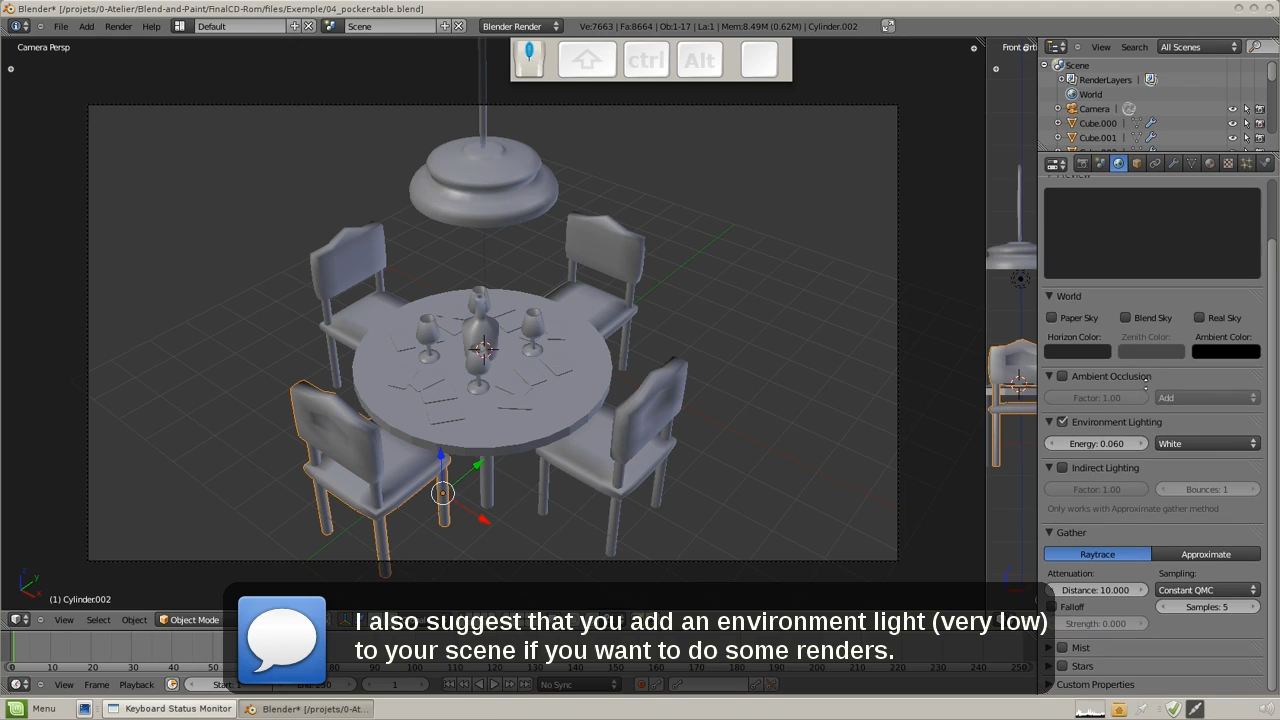 Blender* [/projets/0-Atelier/Blend-and-Paint/FinalCD-Rom/files/Exemple/04_pocker-table.blend]
File Add Render Help Default Scene Blender Render Ve:7663 | Fa:8664 | Ob:1-17 | La:1 | Mem:8.49M (0.62M) | Cylinder.002
Camera Persp
ctrl Alt
Front
View Search All Scenes
Scene
RenderLayers
World
Camera
Cube.000
Cube.001
World
Paper Sky Blend Sky Real Sky
Horizon Color: Zenith Color: Ambient Color:
Ambient Occlusion
Factor: 1.00 Add
Environment Lighting
Energy: 0.060 White
Indirect Lighting
Factor: 1.00 Bounces: 1
Only works with Approximate gather method
Gather
Raytrace Approximate
Attenuation: Sampling:
Distance: 10.000 Constant QMC
Falloff Samples: 5
Strength: 0.000
Mist
Stars
Custom Properties
(1) Cylinder.002
View Select Object Object Mode
I also suggest that you add an environment light (very low)
to your scene if you want to do some renders.
0 50 100 150 200 250
View Frame Playback Start: 1 1 No Sync
Menu Keyboard Status Monitor Blender* [/projets/0-At...